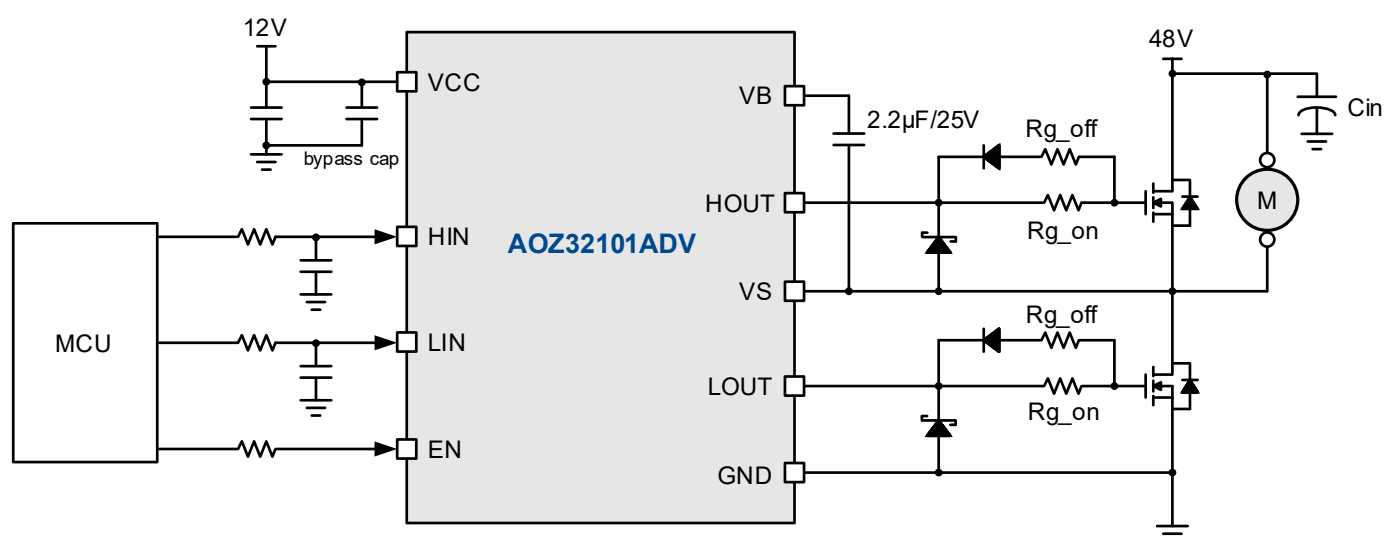 12V
48V
VCC
VB
2.2µF/25V
Cin
bypass cap
Rg_off
HOUT
Rg_on
M
HIN
AOZ32101ADV
VS
MCU
LIN
Rg_off
LOUT
Rg_on
EN
GND